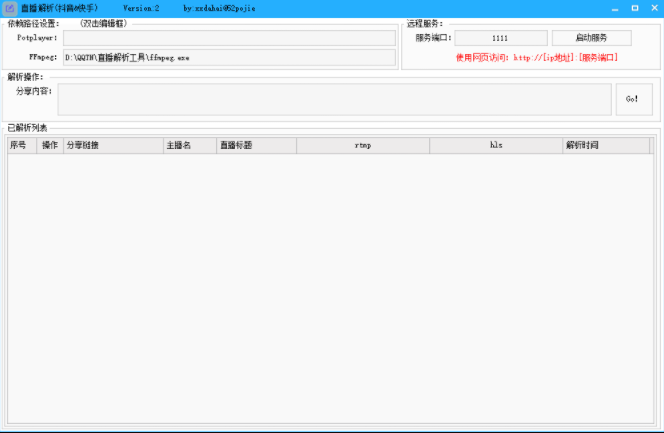 直播解析(抖音&快手) Version:2 by:xxdahai@52pojie
依赖路径设置: (双击编辑框)
远程服务:
Potplayer:
服务端口: 1111 启动服务
FFmpeg: D:\QQTN\直播解析工具\ffmpeg.exe
使用网页访问: http://[ip地址]:[服务端口]
解析操作:
分享内容: Go!
已解析列表
序号 操作 分享链接 主播名 直播标题 rtmp hls 解析时间